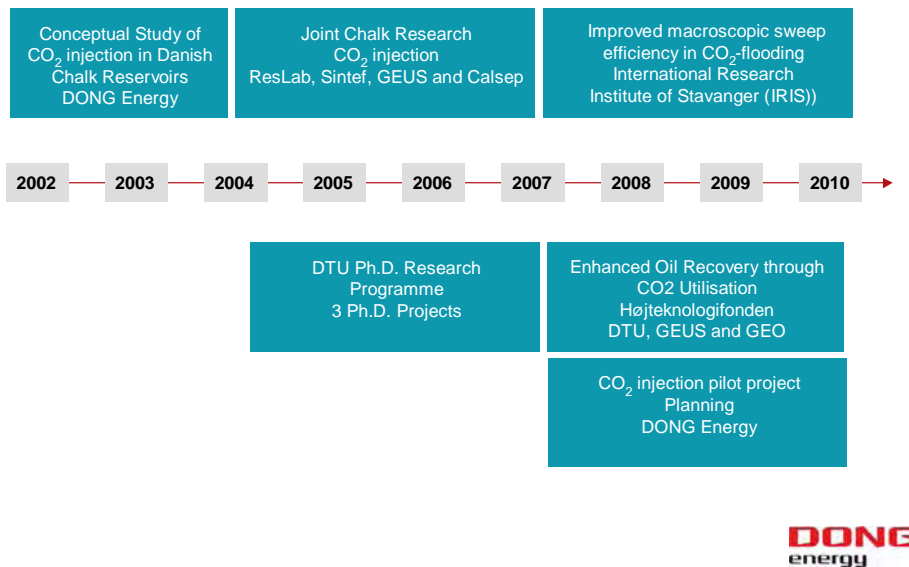 Conceptual Study of
CO2 injection in Danish
Chalk Reservoirs
DONG Energy
Joint Chalk Research
CO2 injection
ResLab, Sintef, GEUS and Calsep
Improved macroscopic sweep
efficiency in CO2-flooding
International Research
Institute of Stavanger (IRIS))
2002 2003 2004 2005 2006 2007 2008 2009 2010
DTU Ph.D. Research
Programme
3 Ph.D. Projects
Enhanced Oil Recovery through
CO2 Utilisation
Højteknologifonden
DTU, GEUS and GEO
CO2 injection pilot project
Planning
DONG Energy
DONG
energy